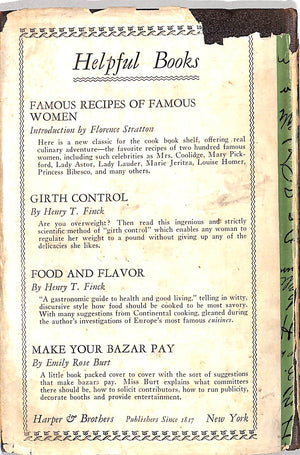 Helpful Books
FAMOUS RECIPES OF FAMOUS
WOMEN
Introduction by Florence Stratton
Here is a new classic for the cook book shelf, offering real
culinary adventure—the favorite recipes of two hundred famous
women, including such celebrities as Mrs. Coolidge, Mary Pick-
ford, Lady Astor, Lady Lauder, Marie Jeritza, Louise Homer,
Princess Bibesco, and many others.
GIRTH CONTROL
By Henry T. Finck
Are you overweight? Then read this ingenious and strictly
scientific method of "girth control" which enables any woman
to regulate her weight to a pound without giving up any of the
delicacies she likes.
FOOD AND FLAVOR
By Henry T. Finck
"A gastronomic guide to health and good living," telling in witty,
discursive style how food should be cooked to be most savory.
With many suggestions from Continental cooking, gleaned during
the author's investigations of Europe's most famous cuisines.
MAKE YOUR BAZAR PAY
By Emily Rose Burt
A little book packed cover to cover with the sort of suggestions
that make bazars pay. Miss Burt explains what committees
there should be, how to solicit contributors, how to run publicity,
decorate booths and provide entertainment.
Harper & Brothers Publishers Since 1817 New York